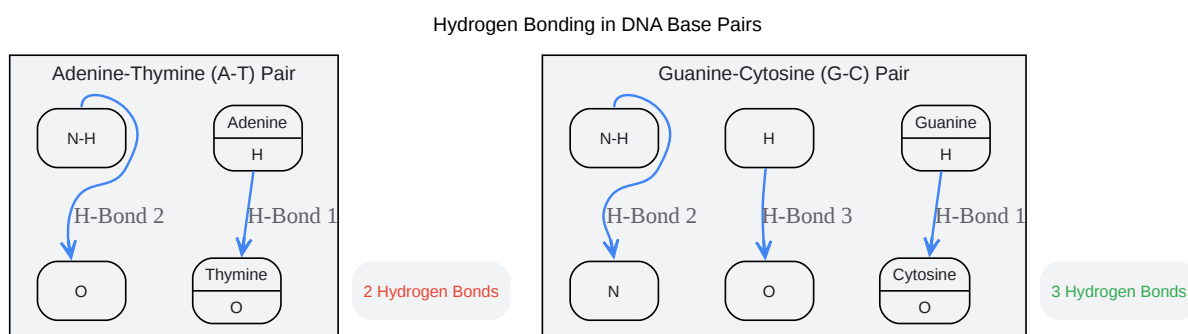 Hydrogen Bonding in DNA Base Pairs
Adenine-Thymine (A-T) Pair
N-H
Adenine
H
H-Bond 2
H-Bond 1
O
Thymine
O
2 Hydrogen Bonds
Guanine-Cytosine (G-C) Pair
N-H
H
Guanine
H
H-Bond 2
H-Bond 3
H-Bond 1
N
O
Cytosine
O
3 Hydrogen Bonds